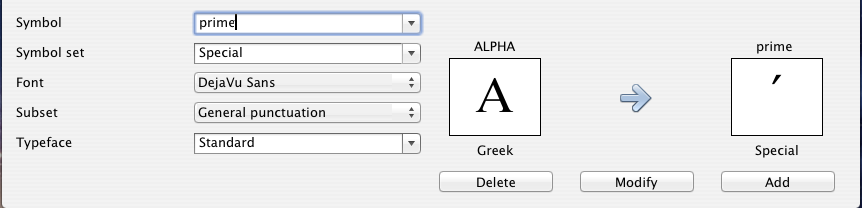 Symbol prime
Symbol set Special
Font DejaVu Sans
Subset General punctuation
Typeface Standard
ALPHA
A
Greek
prime
′
Special
Delete Modify Add